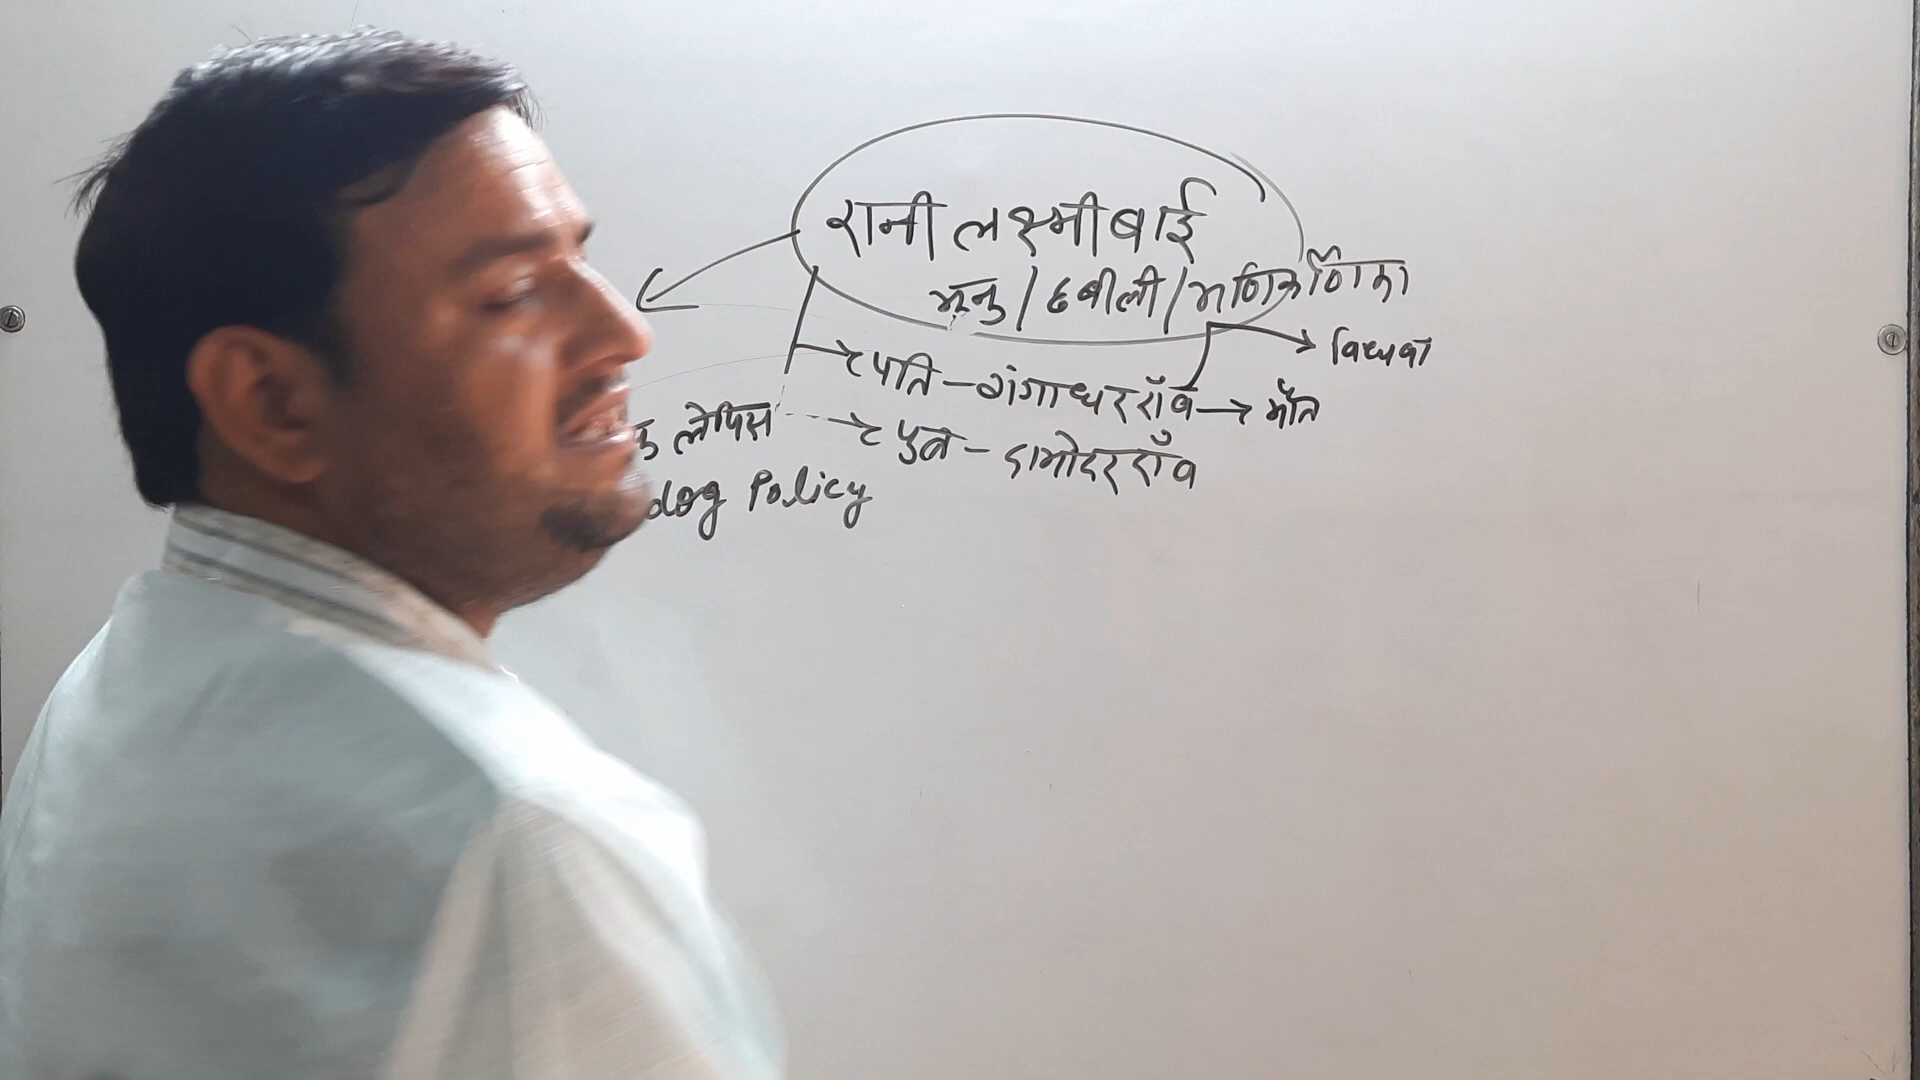 रानी लक्ष्मीबाई
मनु / छबीली / मणिकर्णिका
विधवा
पति - गंगाधर रॉव → मौत
लेपिस
पुत्र - दामोदर रॉव
dog Policy